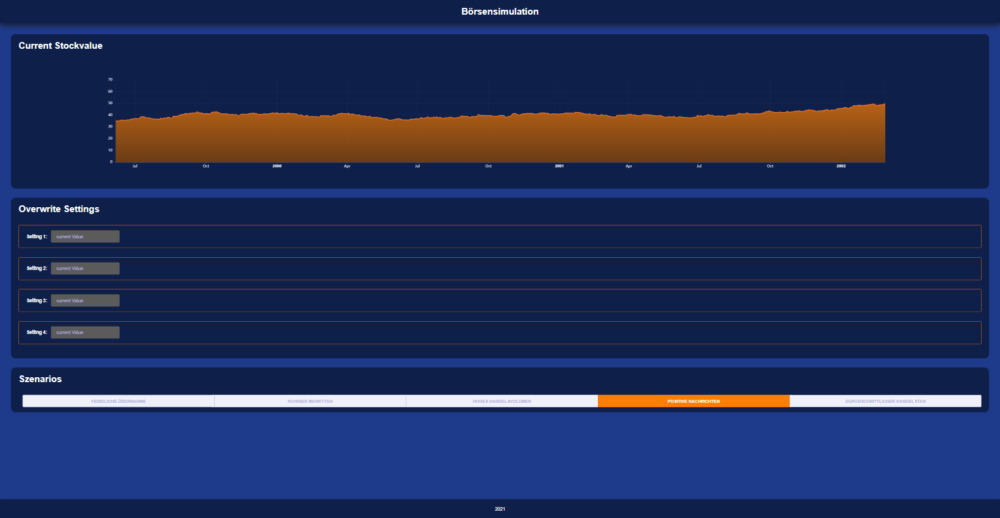 Börsensimulation
Current Stockvalue
70
60
50
40
30
20
10
0
Jul Oct 2000 Apr Jul Oct 2001 Apr Jul Oct 2002
Overwrite Settings
Setting 1: current Value
Setting 2: current Value
Setting 3: current Value
Setting 4: current Value
Szenarios
FEINDLICHE ÜBERNAHME RUHIGER MARKTTAG HOHES HANDELSVOLUMEN POSITIVE NACHRICHTEN DURCHSCHNITTLICHER HANDELSTAG
2021